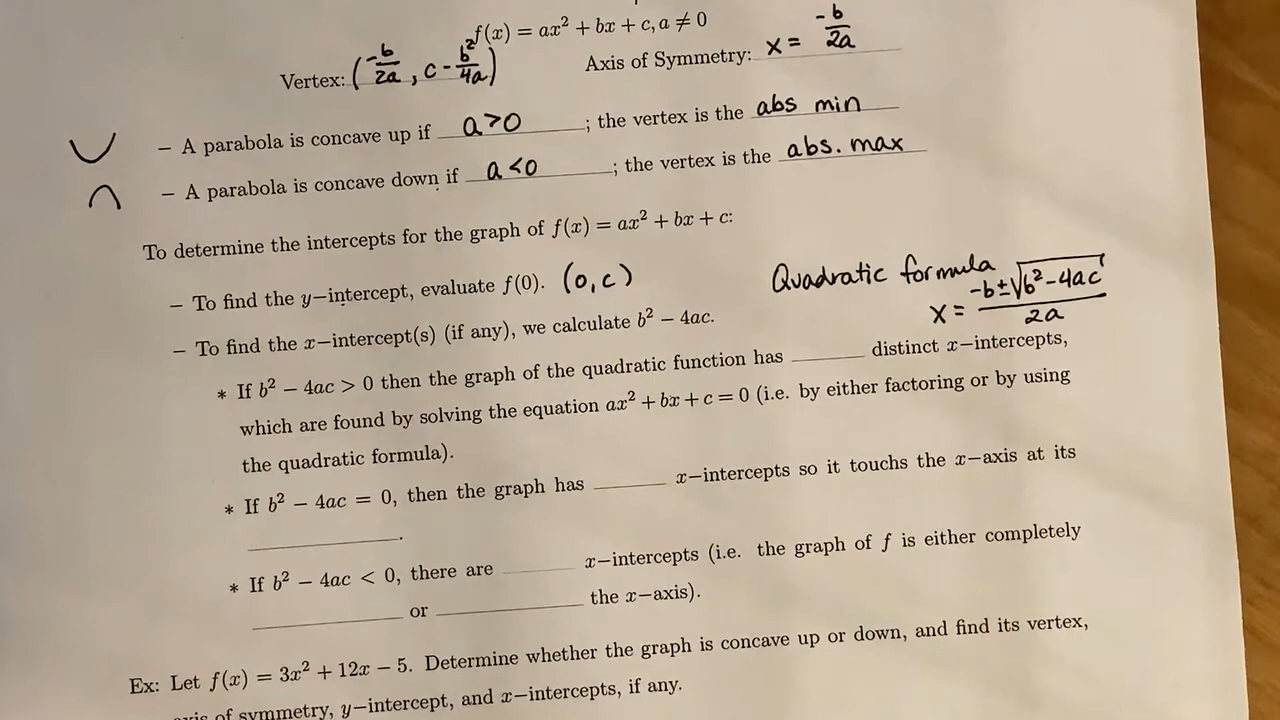 f(x) = ax² + bx + c, a ≠ 0
Vertex: (-b/2a, c - b²/4a) Axis of Symmetry: x = -b/2a
– A parabola is concave up if a>0; the vertex is the abs min
– A parabola is concave down if a<0; the vertex is the abs. max
To determine the intercepts for the graph of f(x) = ax² + bx + c:
– To find the y−intercept, evaluate f(0). (0,c) Quadratic formula
– To find the x−intercept(s) (if any), we calculate b² − 4ac. x = (-b±√(b²-4ac))/2a
* If b² − 4ac > 0 then the graph of the quadratic function has ______ distinct x−intercepts,
which are found by solving the equation ax² + bx + c = 0 (i.e. by either factoring or by using
the quadratic formula).
* If b² − 4ac = 0, then the graph has ______ x−intercepts so it touchs the x−axis at its
____________.
* If b² − 4ac < 0, there are ______ x−intercepts (i.e. the graph of f is either completely
____________ or ____________ the x−axis).
Ex: Let f(x) = 3x² + 12x − 5. Determine whether the graph is concave up or down, and find its vertex,
axis of symmetry, y−intercept, and x−intercepts, if any.